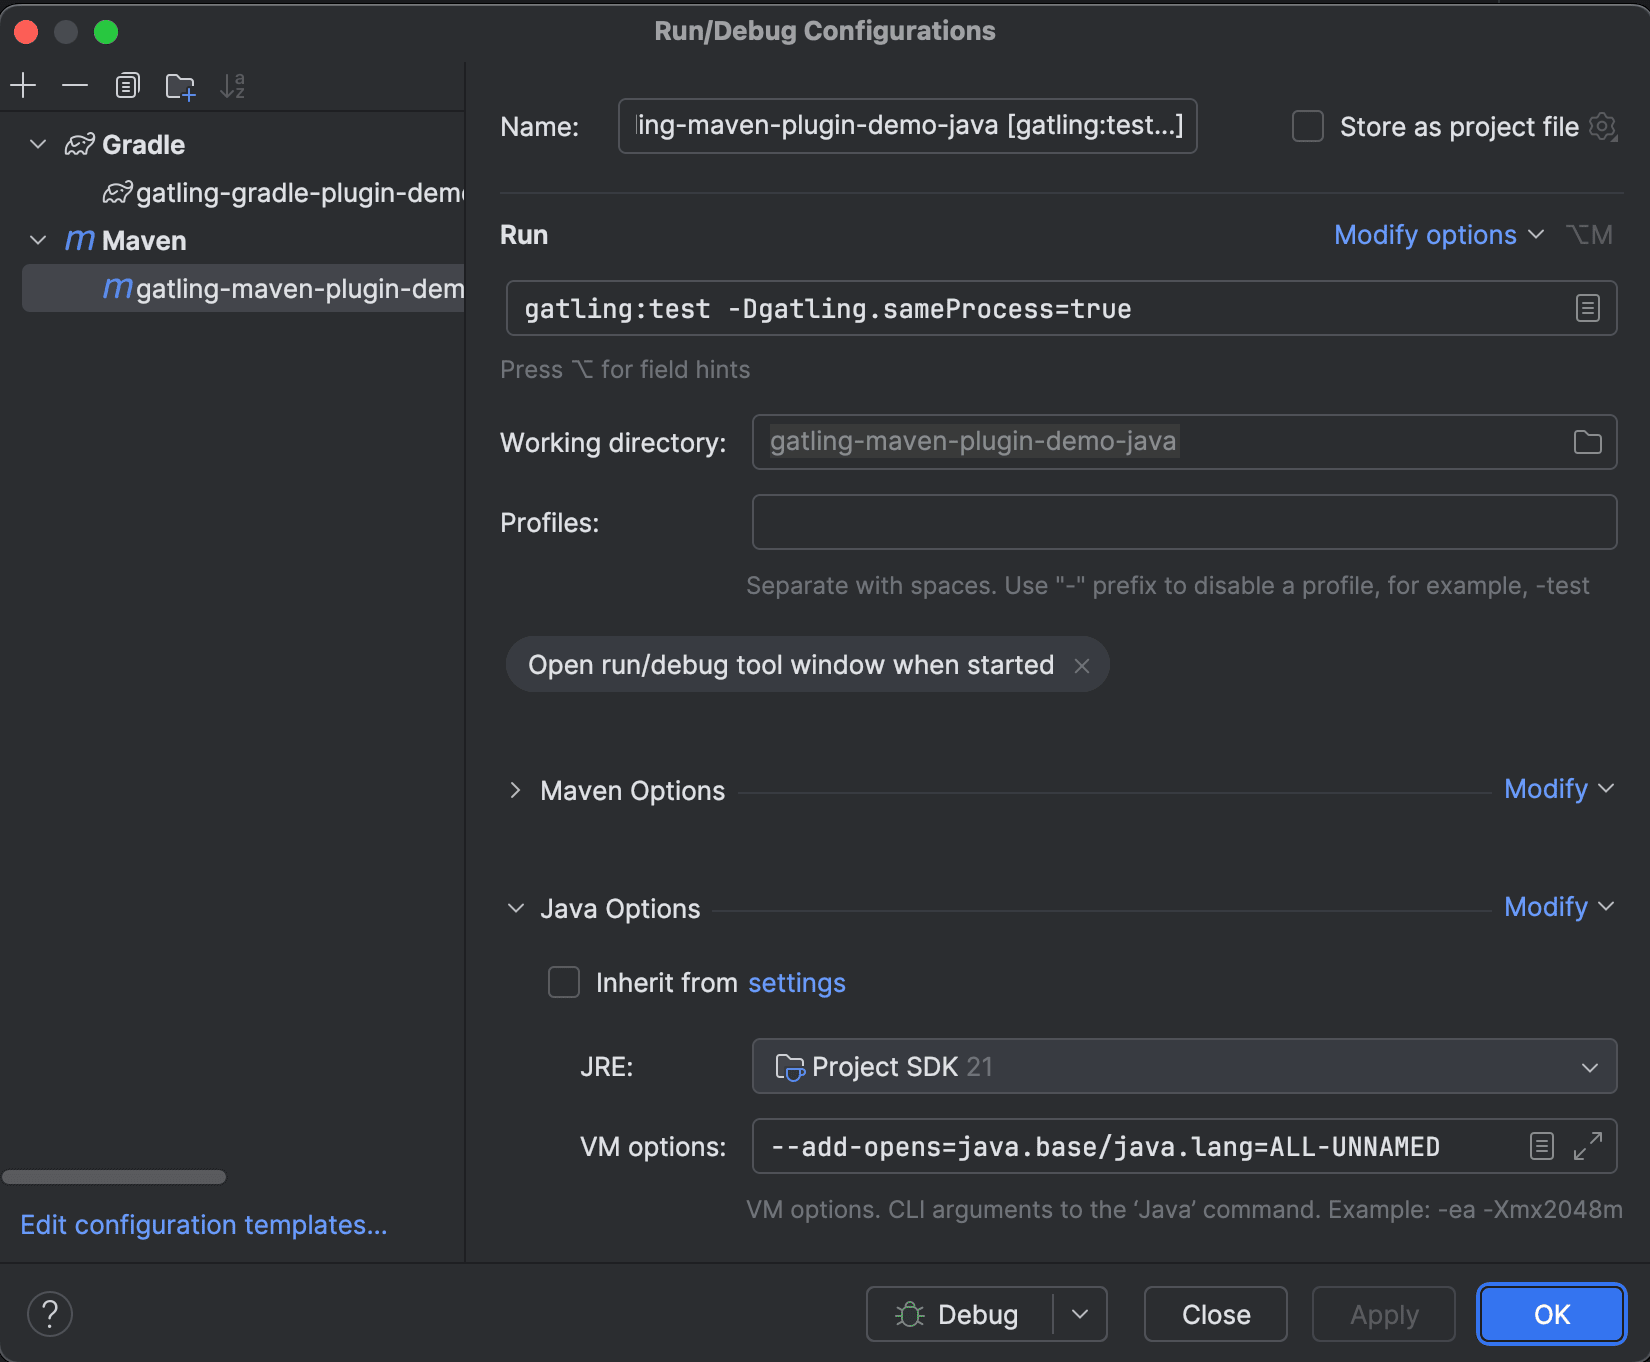 Run/Debug Configurations
Gradle
gatling-gradle-plugin-demo
Maven
gatling-maven-plugin-dem
Edit configuration templates...
Name: ing-maven-plugin-demo-java [gatling:test...]
Store as project file
Run
Modify options ⌥M
gatling:test -Dgatling.sameProcess=true
Press ⌥ for field hints
Working directory: gatling-maven-plugin-demo-java
Profiles:
Separate with spaces. Use "-" prefix to disable a profile, for example, -test
Open run/debug tool window when started
Maven Options
Modify
Java Options
Modify
Inherit from settings
JRE: Project SDK 21
VM options: --add-opens=java.base/java.lang=ALL-UNNAMED
VM options. CLI arguments to the ‘Java’ command. Example: -ea -Xmx2048m
?
Debug
Close
Apply
OK